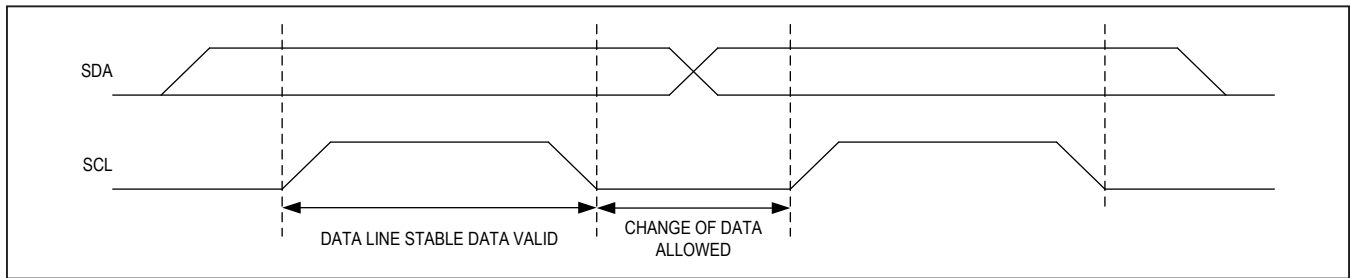 SDA
SCL
DATA LINE STABLE DATA VALID
CHANGE OF DATA
ALLOWED